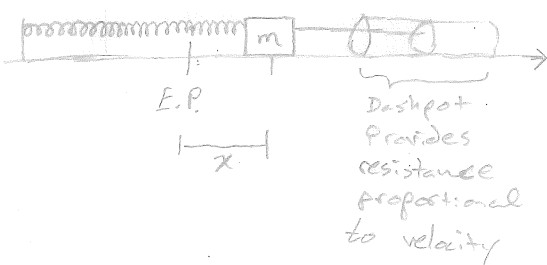 m
E.P.
x
Dashpot
Provides
resistance
proportional
to velocity